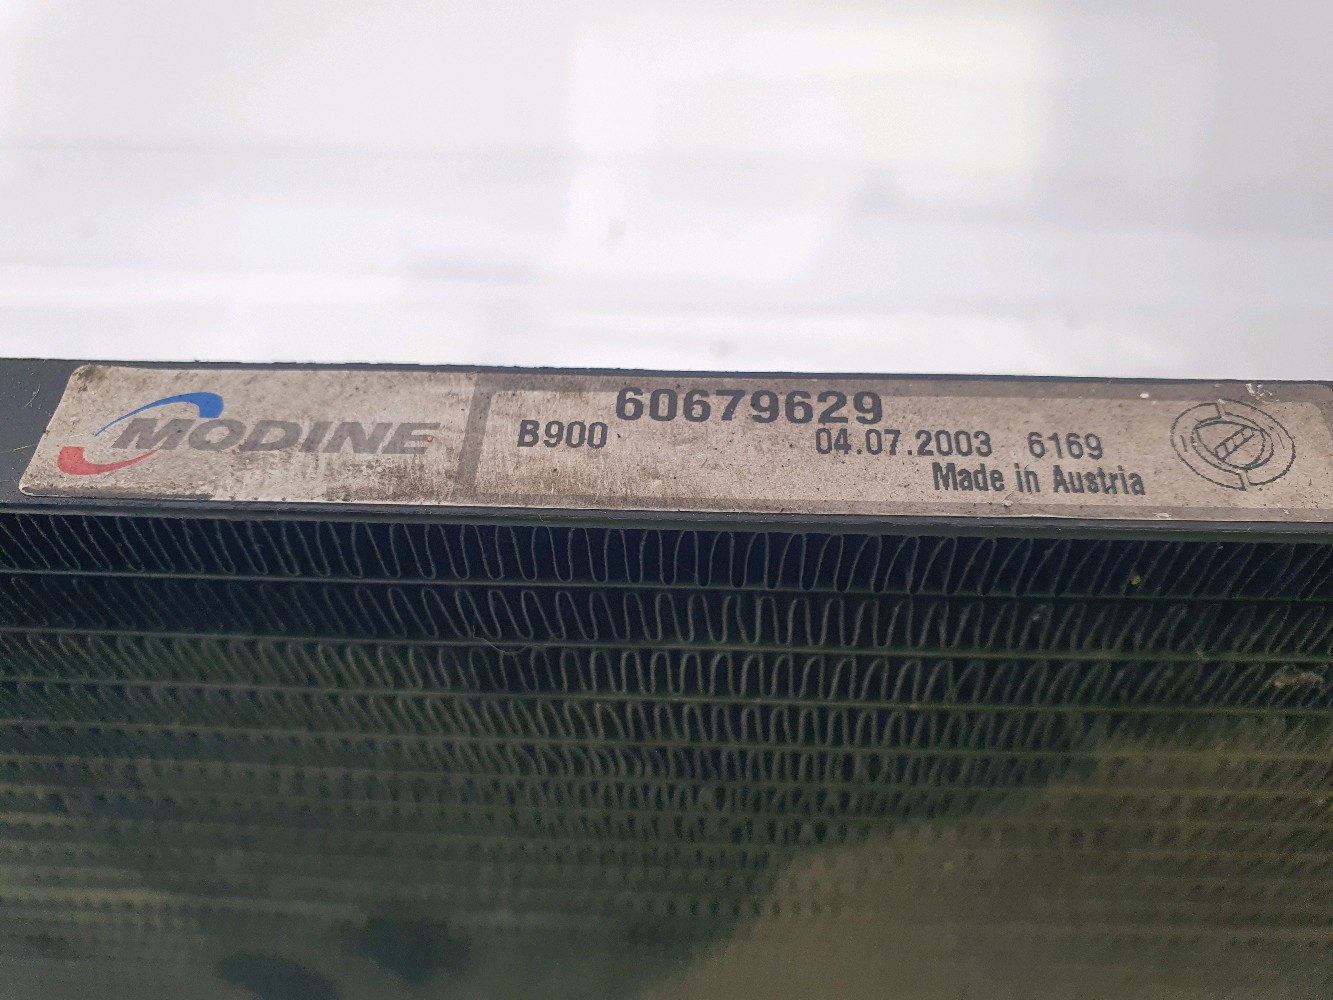 MODINE
60679629
B900
04.07.2003 6169
Made in Austria